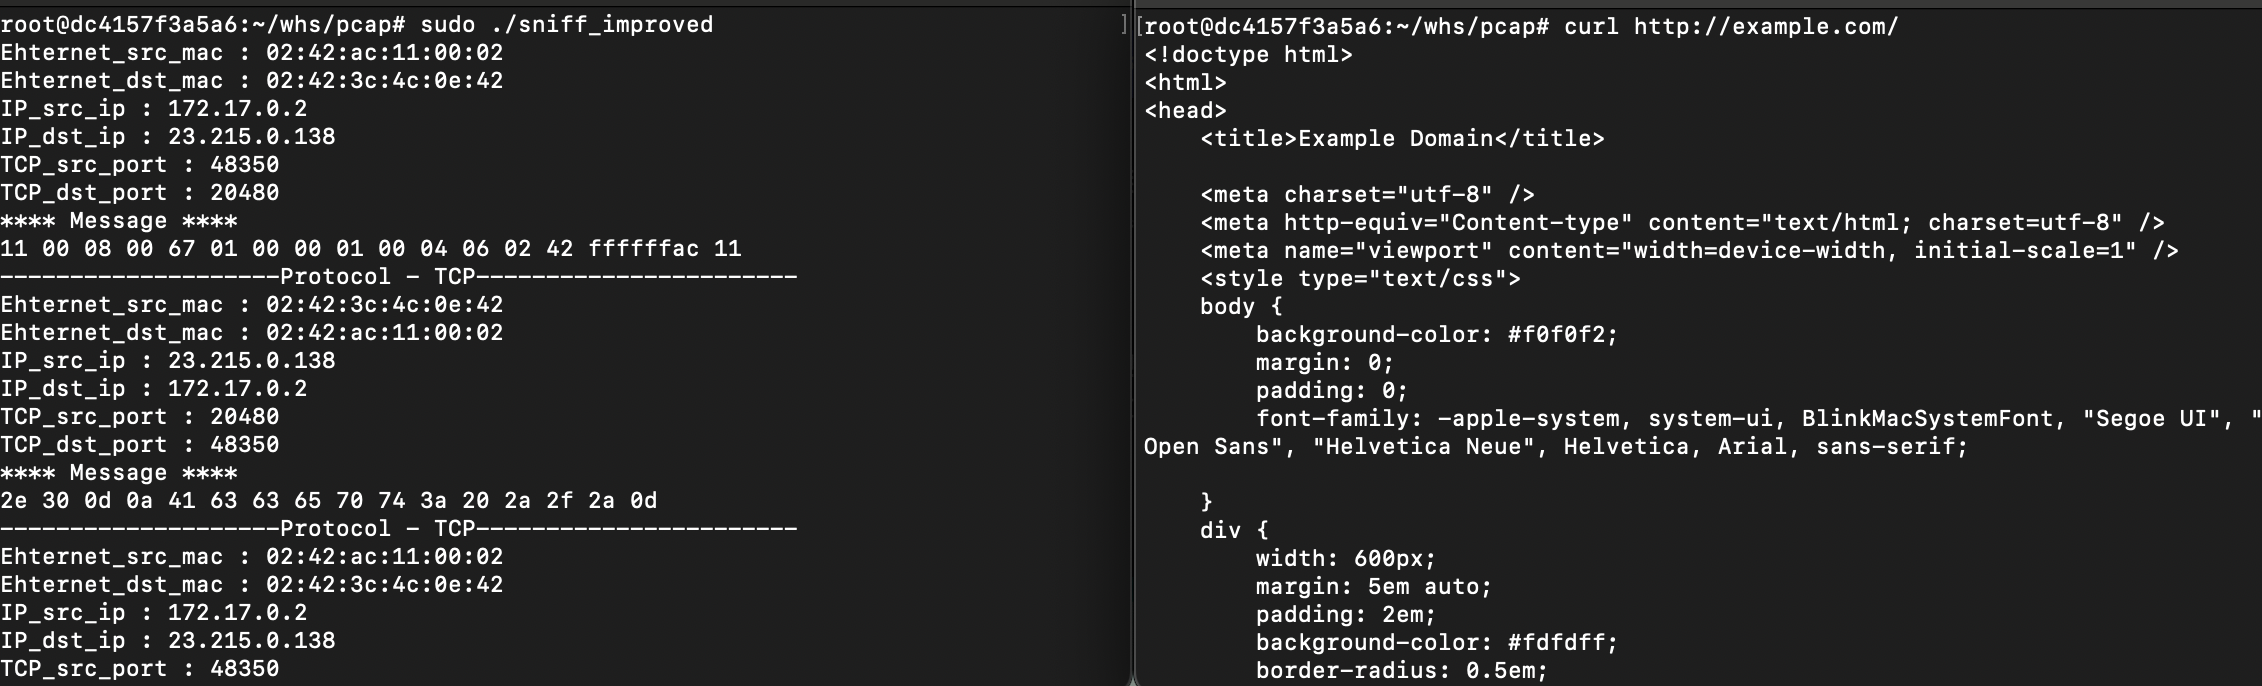 root@dc4157f3a5a6:~/whs/pcap# sudo ./sniff_improved ]
Ehternet_src_mac : 02:42:ac:11:00:02
Ehternet_dst_mac : 02:42:3c:4c:0e:42
IP_src_ip : 172.17.0.2
IP_dst_ip : 23.215.0.138
TCP_src_port : 48350
TCP_dst_port : 20480
**** Message ****
11 00 08 00 67 01 00 00 01 00 04 06 02 42 ffffffac 11
--------------------Protocol - TCP-----------------------
Ehternet_src_mac : 02:42:3c:4c:0e:42
Ehternet_dst_mac : 02:42:ac:11:00:02
IP_src_ip : 23.215.0.138
IP_dst_ip : 172.17.0.2
TCP_src_port : 20480
TCP_dst_port : 48350
**** Message ****
2e 30 0d 0a 41 63 63 65 70 74 3a 20 2a 2f 2a 0d
--------------------Protocol - TCP-----------------------
Ehternet_src_mac : 02:42:ac:11:00:02
Ehternet_dst_mac : 02:42:3c:4c:0e:42
IP_src_ip : 172.17.0.2
IP_dst_ip : 23.215.0.138
TCP_src_port : 48350
[root@dc4157f3a5a6:~/whs/pcap# curl http://example.com/
<!doctype html>
<html>
<head>
    <title>Example Domain</title>

    <meta charset="utf-8" />
    <meta http-equiv="Content-type" content="text/html; charset=utf-8" />
    <meta name="viewport" content="width=device-width, initial-scale=1" />
    <style type="text/css">
    body {
        background-color: #f0f0f2;
        margin: 0;
        padding: 0;
        font-family: -apple-system, system-ui, BlinkMacSystemFont, "Segoe UI", "
Open Sans", "Helvetica Neue", Helvetica, Arial, sans-serif;

    }
    div {
        width: 600px;
        margin: 5em auto;
        padding: 2em;
        background-color: #fdfdff;
        border-radius: 0.5em;